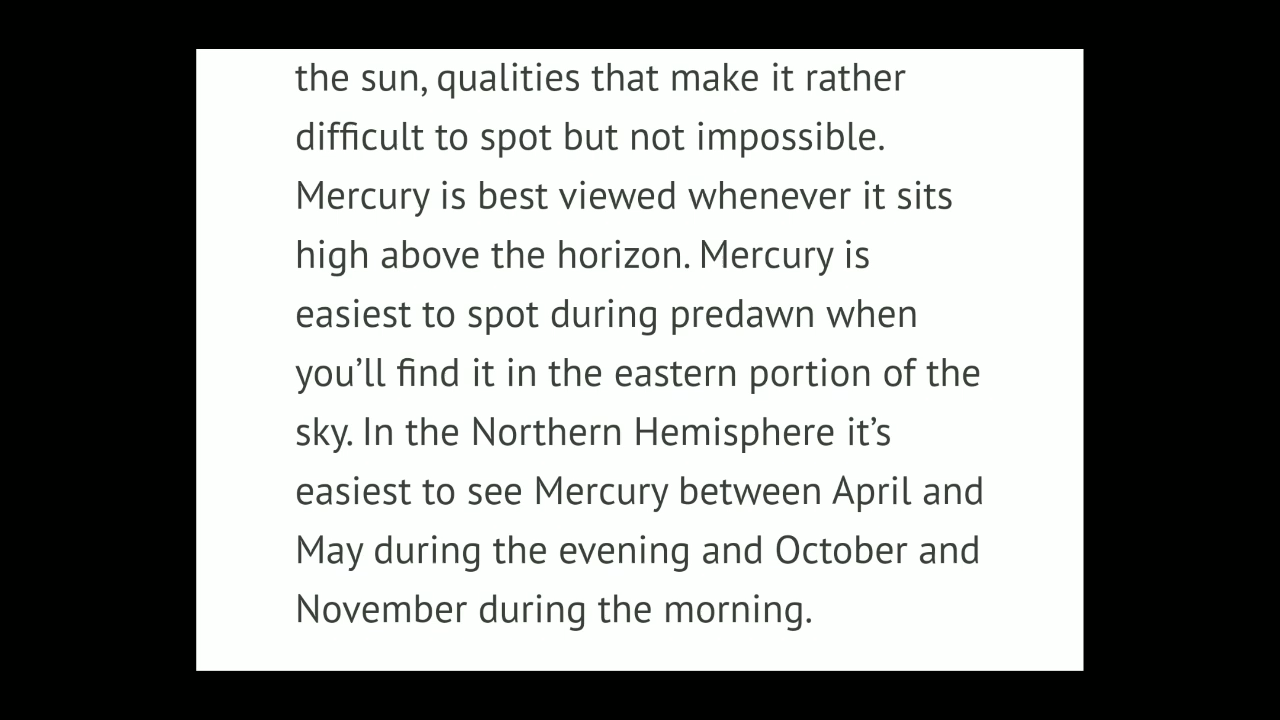 the sun, qualities that make it rather
difficult to spot but not impossible.
Mercury is best viewed whenever it sits
high above the horizon. Mercury is
easiest to spot during predawn when
you’ll find it in the eastern portion of the
sky. In the Northern Hemisphere it’s
easiest to see Mercury between April and
May during the evening and October and
November during the morning.